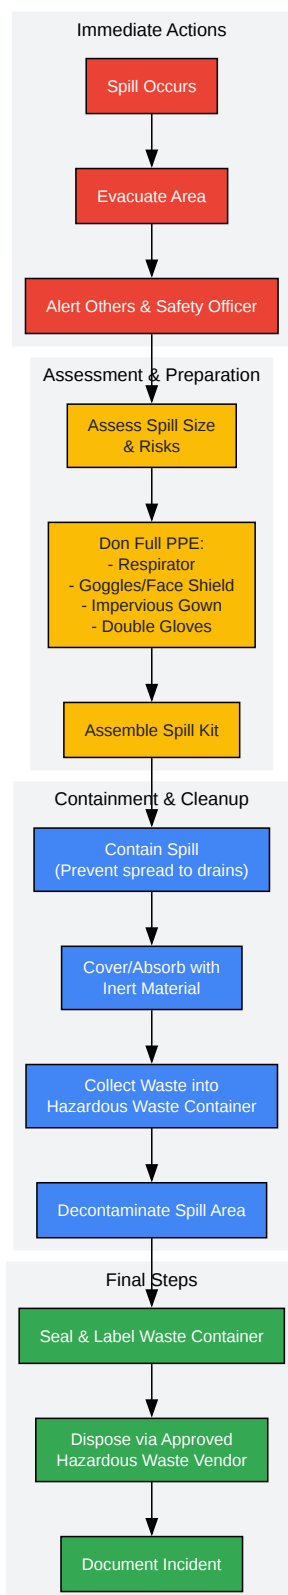 Immediate Actions
Spill Occurs
Evacuate Area
Alert Others & Safety Officer
Assessment & Preparation
Assess Spill Size
& Risks
Don Full PPE:
- Respirator
- Goggles/Face Shield
- Impervious Gown
- Double Gloves
Assemble Spill Kit
Containment & Cleanup
Contain Spill
(Prevent spread to drains)
Cover/Absorb with
Inert Material
Collect Waste into
Hazardous Waste Container
Decontaminate Spill Area
Final Steps
Seal & Label Waste Container
Dispose via Approved
Hazardous Waste Vendor
Document Incident